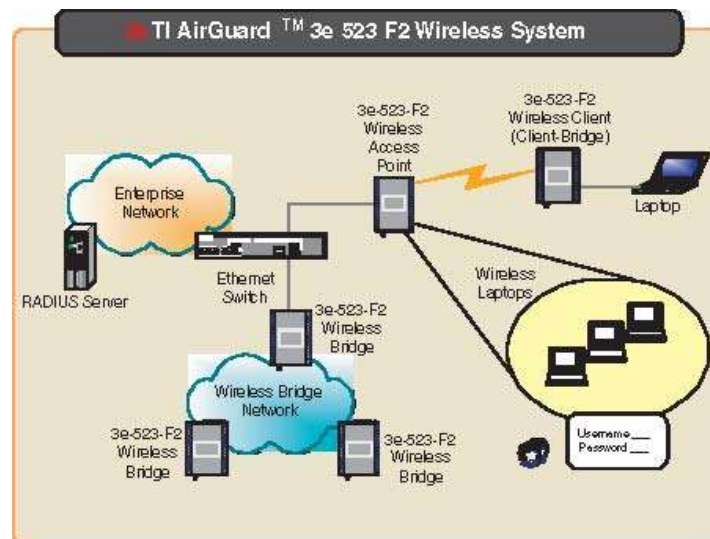 3e TI AirGuard TM 3e 523 F2 Wireless System
3e-523-F2
Wireless
Access
Point
3e-523-F2
Wireless Client
(Client-Bridge)
Laptop
Enterprise
Network
RADIUS Server
Ethernet
Switch
Wireless
Laptops
3e-523-F2
Wireless
Bridge
Wireless Bridge
Network
3e-523-F2
Wireless
Bridge
3e-523-F2
Wireless
Bridge
Username ___
Password ___